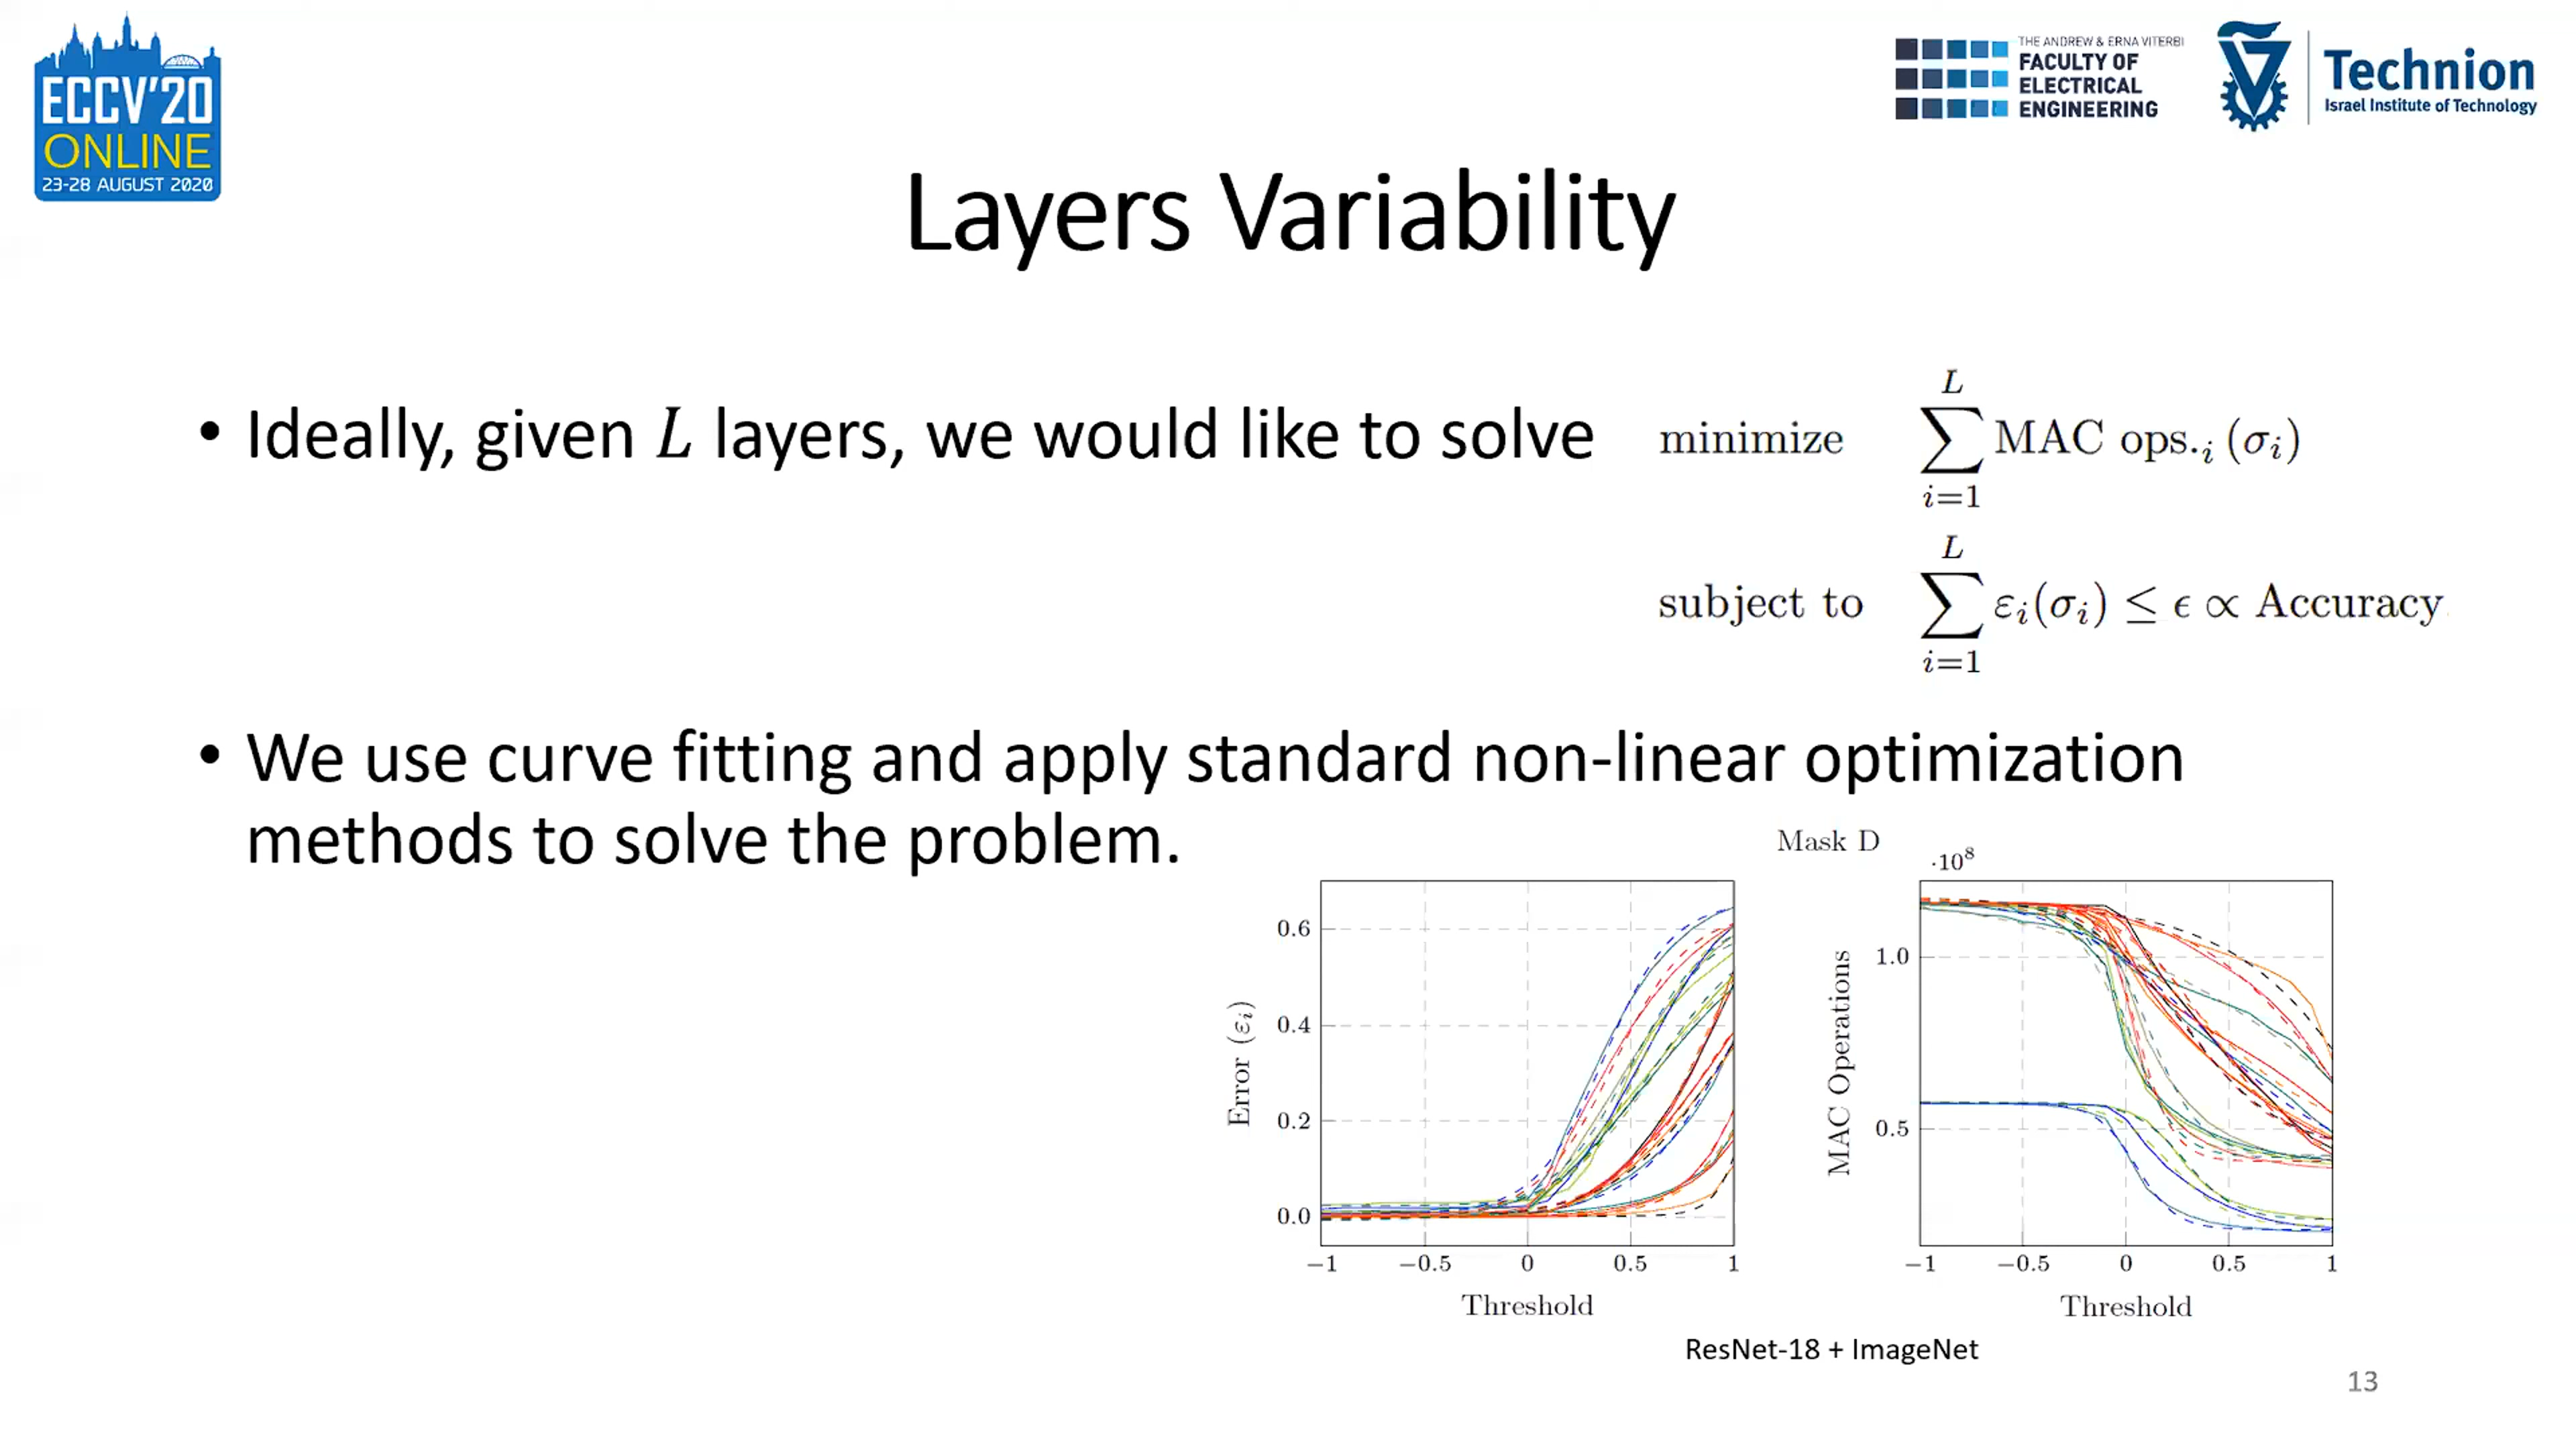 ECCV'20
ONLINE
23-28 AUGUST 2020
THE ANDREW & ERNA VITERBI
FACULTY OF
ELECTRICAL
ENGINEERING
Technion
Israel Institute of Technology
Layers Variability
• Ideally, given L layers, we would like to solve
minimize ∑_{i=1}^{L} MAC ops._i (σ_i)
subject to ∑_{i=1}^{L} ε_i(σ_i) ≤ ϵ ∝ Accuracy
• We use curve fitting and apply standard non-linear optimization
methods to solve the problem.
Mask D
·10⁸
0.6
0.4
0.2
0.0
Error (ε_i)
−1 −0.5 0 0.5 1
Threshold
1.0
0.5
MAC Operations
−1 −0.5 0 0.5 1
Threshold
ResNet-18 + ImageNet
13